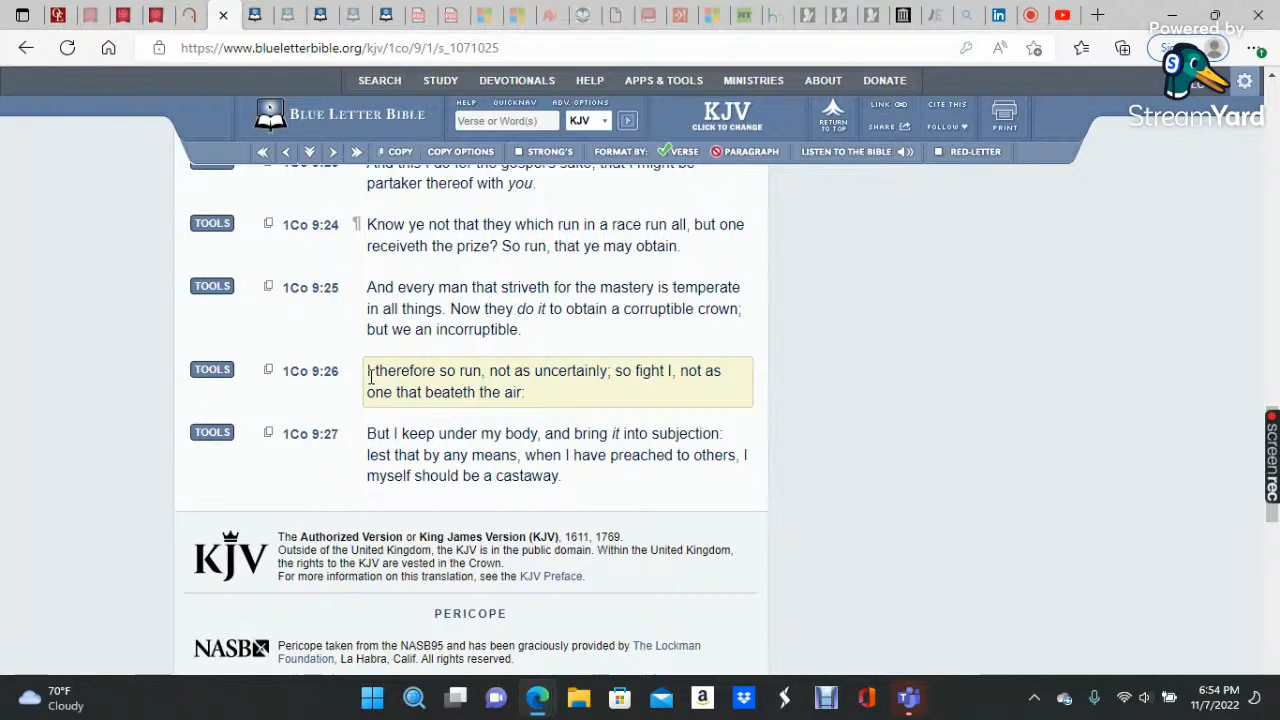 https://www.blueletterbible.org/kjv/1co/9/1/s_1071025
Powered by
StreamYard
SEARCH STUDY DEVOTIONALS HELP APPS & TOOLS MINISTRIES ABOUT DONATE
BLUE LETTER BIBLE
HELP QUICKNAV ADV. OPTIONS
Verse or Word(s) KJV
KJV
CLICK TO CHANGE
RETURN TO TOP
LINK CITE THIS
SHARE FOLLOW
PRINT
COPY COPY OPTIONS STRONG'S FORMAT BY: VERSE PARAGRAPH LISTEN TO THE BIBLE RED-LETTER
And this I do for the gospel's sake, that I might be
partaker thereof with you.
TOOLS 1Co 9:24 ¶ Know ye not that they which run in a race run all, but one
receiveth the prize? So run, that ye may obtain.
TOOLS 1Co 9:25 And every man that striveth for the mastery is temperate
in all things. Now they do it to obtain a corruptible crown;
but we an incorruptible.
TOOLS 1Co 9:26 I therefore so run, not as uncertainly; so fight I, not as
one that beateth the air:
TOOLS 1Co 9:27 But I keep under my body, and bring it into subjection:
lest that by any means, when I have preached to others, I
myself should be a castaway.
KJV
The Authorized Version or King James Version (KJV), 1611, 1769.
Outside of the United Kingdom, the KJV is in the public domain. Within the United Kingdom,
the rights to the KJV are vested in the Crown.
For more information on this translation, see the KJV Preface.
PERICOPE
NASB
Pericope taken from the NASB95 and has been graciously provided by The Lockman
Foundation, La Habra, Calif. All rights reserved.
screenrec
70°F
Cloudy
6:54 PM
11/7/2022